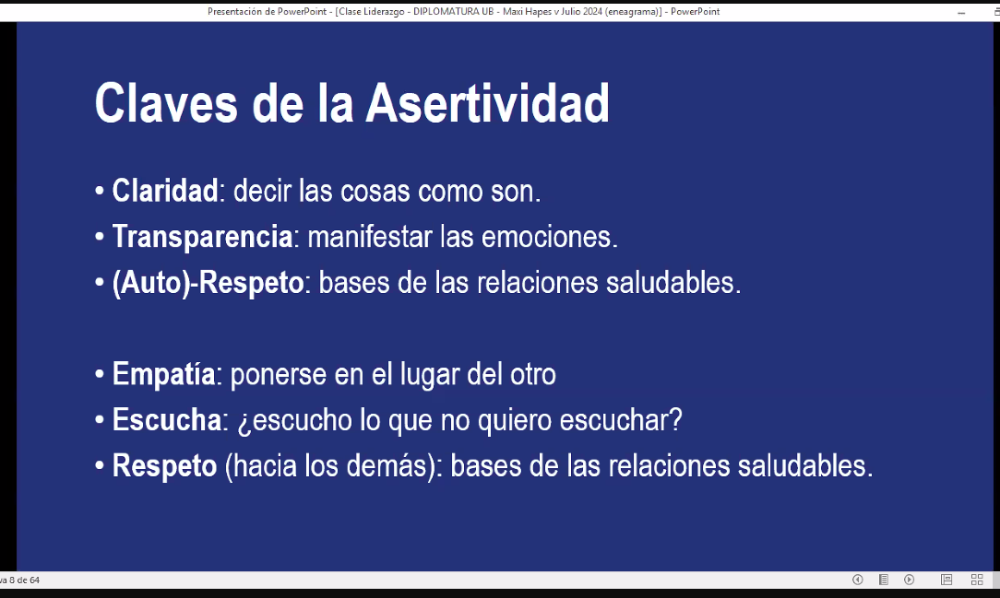 Presentación de PowerPoint - [Clase Liderazgo - DIPLOMATURA UB - Maxi Hapes v Julio 2024 (eneagrama)] - PowerPoint
Claves de la Asertividad
• Claridad: decir las cosas como son.
• Transparencia: manifestar las emociones.
• (Auto)-Respeto: bases de las relaciones saludables.
• Empatía: ponerse en el lugar del otro
• Escucha: ¿escucho lo que no quiero escuchar?
• Respeto (hacia los demás): bases de las relaciones saludables.
va 8 de 64